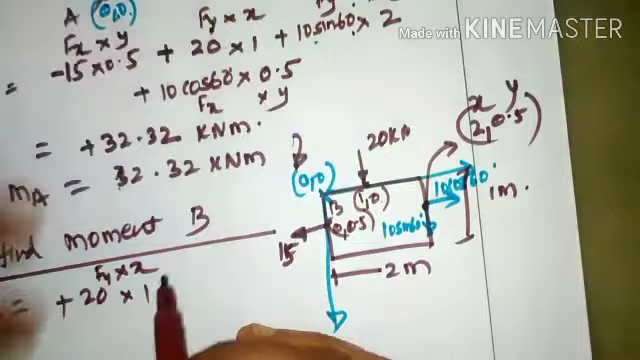 A (0,0)
Fx × y Fy × x
= -15 × 0.5 + 20 × 1 + 10sin60 × 2
+ 10cos60 × 0.5
Fx × y
= +32.32 KNm.
MA = 32.32 KNm
find moment B
Fy × x
= +20 × 1
Made with KINEMASTER
x y
(2, 0.5)
20KN
(0,0)
B (1,0)
(0,0.5)
10cos60
10sin60
15
1m.
2m